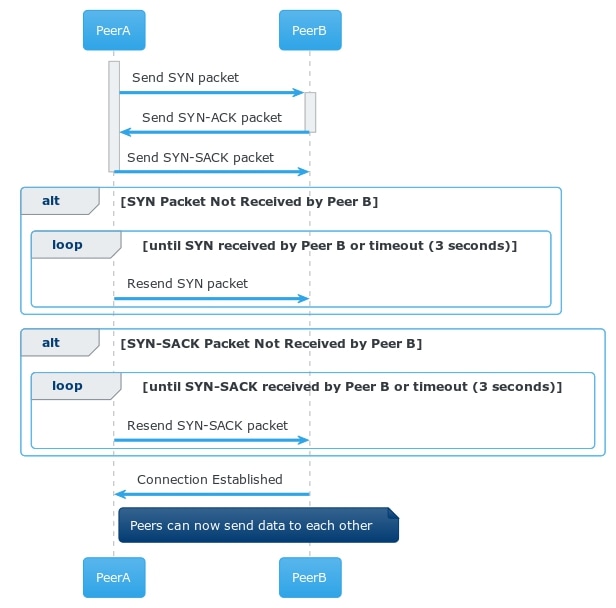 PeerA
PeerB
Send SYN packet
Send SYN-ACK packet
Send SYN-SACK packet
alt
[SYN Packet Not Received by Peer B]
loop
[until SYN received by Peer B or timeout (3 seconds)]
Resend SYN packet
alt
[SYN-SACK Packet Not Received by Peer B]
loop
[until SYN-SACK received by Peer B or timeout (3 seconds)]
Resend SYN-SACK packet
Connection Established
Peers can now send data to each other
PeerA
PeerB